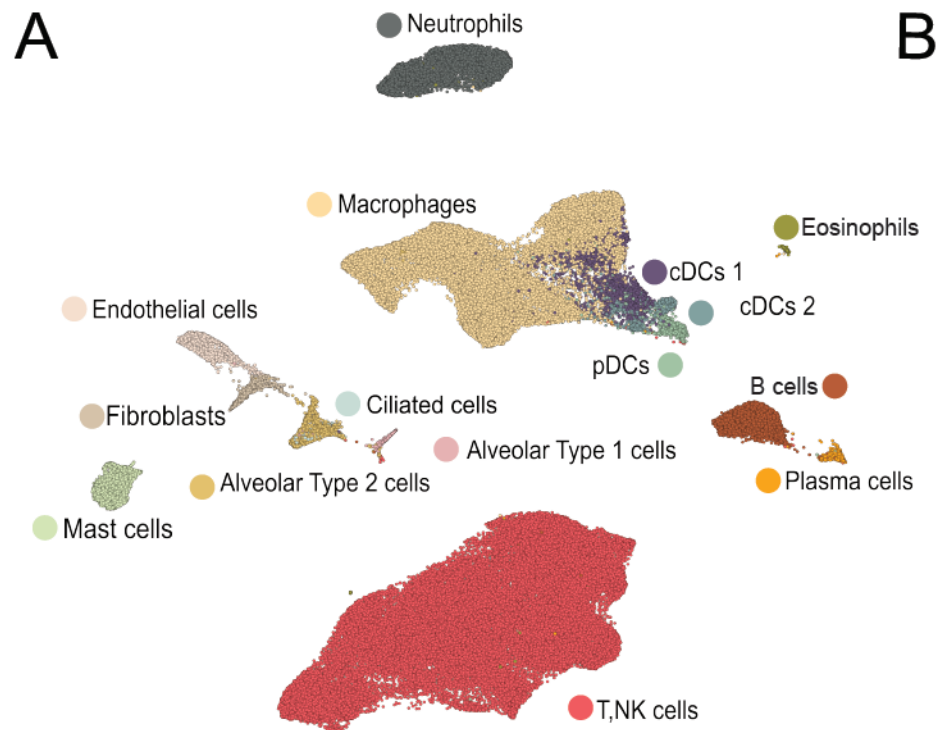 A
B
Neutrophils
Macrophages
Eosinophils
cDCs 1
cDCs 2
Endothelial cells
pDCs
B cells
Fibroblasts
Ciliated cells
Alveolar Type 1 cells
Alveolar Type 2 cells
Plasma cells
Mast cells
T,NK cells